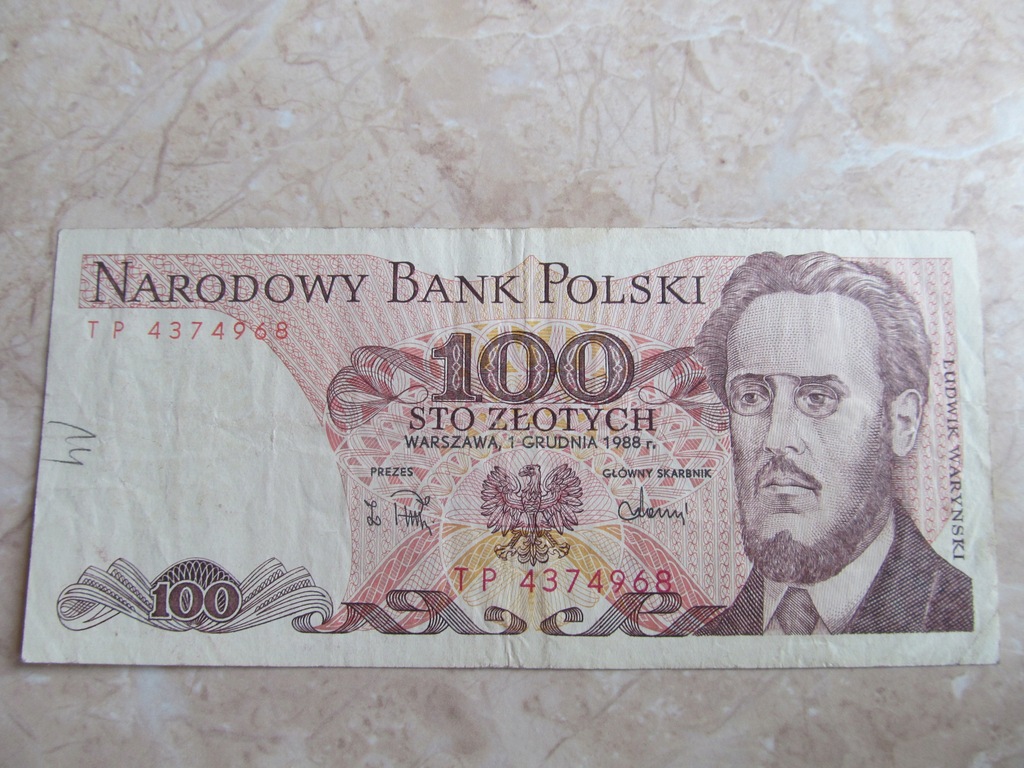 NARODOWY BANK POLSKI
TP 4374968
100
STO ZŁOTYCH
WARSZAWA, 1 GRUDNIA 1988 r.
PREZES GŁÓWNY SKARBNIK
TP 4374968
100
LUDWIK WARYŃSKI